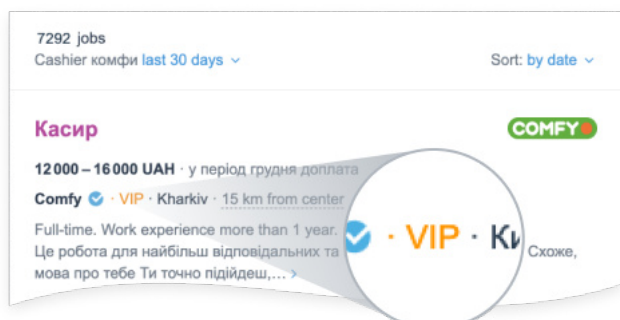 7292 jobs
Cashier комфи last 30 days
Sort: by date
Касир
COMFY
12 000 – 16 000 UAH · у період грудня доплата
Comfy · VIP · Kharkiv · 15 km from center
· VIP · Ки
Full-time. Work experience more than 1 year.
Це робота для найбільш відповідальних та Схоже,
мова про тебе Ти точно підійдеш,... ›